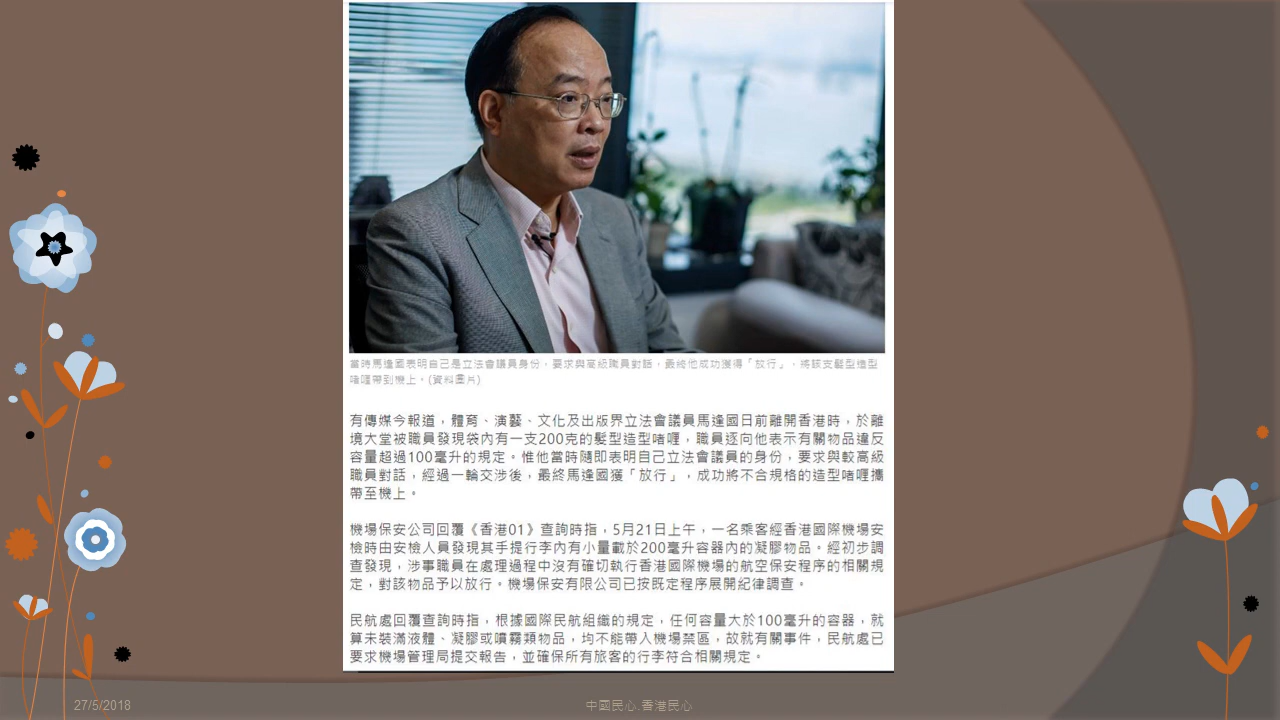 當時馬逢國表明自己是立法會議員身份，要求與高級職員對話，最終他成功獲得「放行」，將該支髮型造型
啫喱帶到機上。(資料圖片)
有傳媒今報道，體育、演藝、文化及出版界立法會議員馬逢國日前離開香港時，於離
境大堂被職員發現袋內有一支200克的髮型造型啫喱，職員逐向他表示有關物品違反
容量超過100毫升的規定。惟他當時隨即表明自己立法會議員的身份，要求與較高級
職員對話，經過一輪交涉後，最終馬逢國獲「放行」，成功將不合規格的造型啫喱攜
帶至機上。
機場保安公司回覆《香港01》查詢時指，5月21日上午，一名乘客經香港國際機場安
檢時由安檢人員發現其手提行李內有小量載於200毫升容器內的凝膠物品。經初步調
查發現，涉事職員在處理過程中沒有確切執行香港國際機場的航空保安程序的相關規
定，對該物品予以放行。機場保安有限公司已按既定程序展開紀律調查。
民航處回覆查詢時指，根據國際民航組織的規定，任何容量大於100毫升的容器，就
算未裝滿液體、凝膠或噴霧類物品，均不能帶入機場禁區，故就有關事件，民航處已
要求機場管理局提交報告，並確保所有旅客的行李符合相關規定。
27/5/2018
中國民心.香港民心